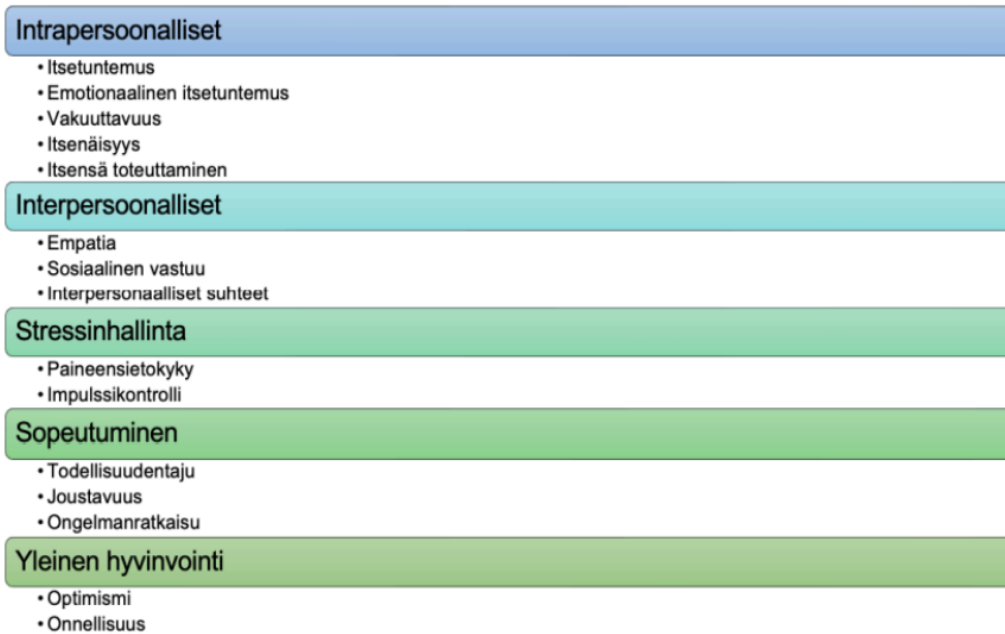 Intrapersoonalliset
• Itsetuntemus
• Emotionaalinen itsetuntemus
• Vakuuttavuus
• Itsenäisyys
• Itsensä toteuttaminen
Interpersoonalliset
• Empatia
• Sosiaalinen vastuu
• Interpersonaalliset suhteet
Stressinhallinta
• Paineensietokyky
• Impulssikontrolli
Sopeutuminen
• Todellisuudentaju
• Joustavuus
• Ongelmanratkaisu
Yleinen hyvinvointi
• Optimismi
• Onnellisuus